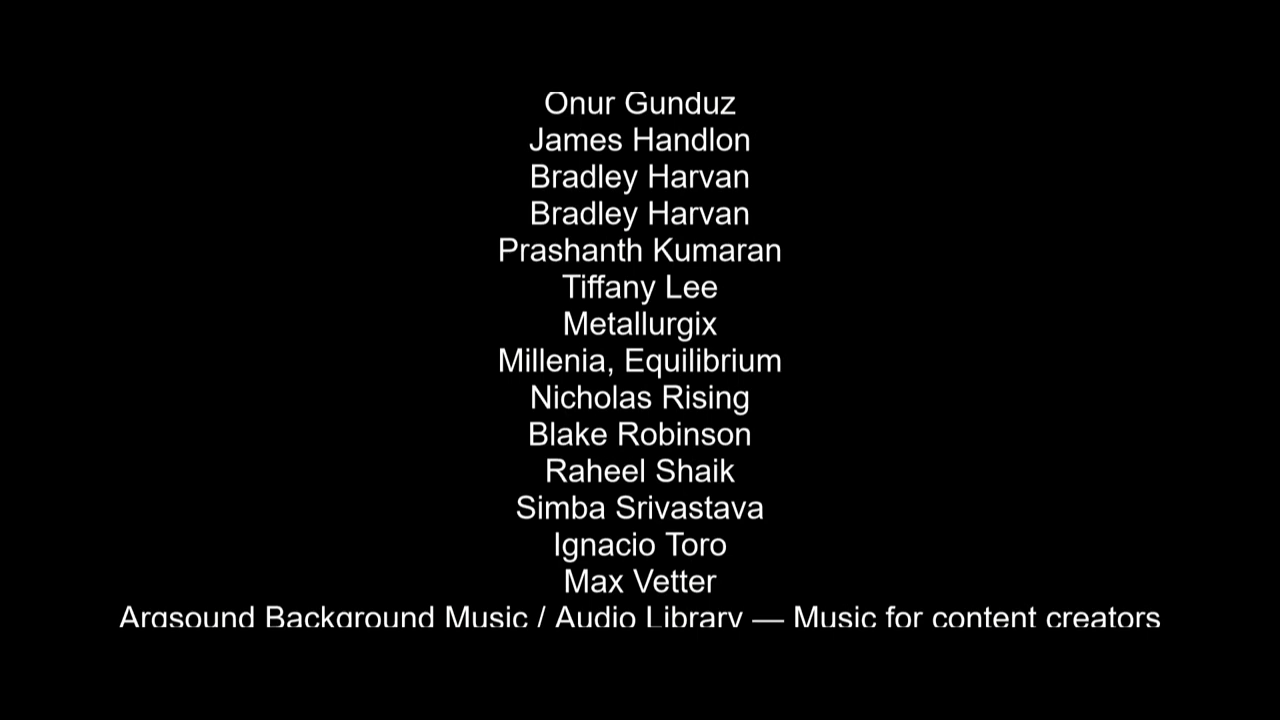 Onur Gunduz
James Handlon
Bradley Harvan
Bradley Harvan
Prashanth Kumaran
Tiffany Lee
Metallurgix
Millenia, Equilibrium
Nicholas Rising
Blake Robinson
Raheel Shaik
Simba Srivastava
Ignacio Toro
Max Vetter
Argsound Background Music / Audio Library — Music for content creators